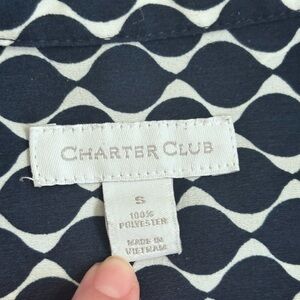 CHARTER CLUB
S
100%
POLYESTER
MADE IN
VIETNAM